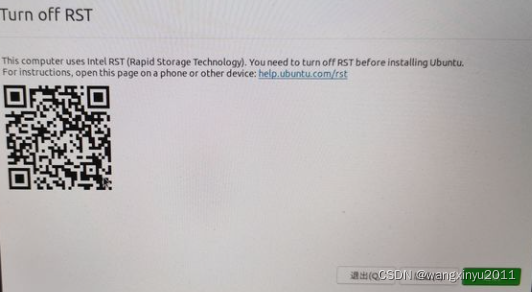 Turn off RST
This computer uses Intel RST (Rapid Storage Technology). You need to turn off RST before installing Ubuntu.
For instructions, open this page on a phone or other device: help.ubuntu.com/rst
退出(Q)
CSDN @wangxinyu2011